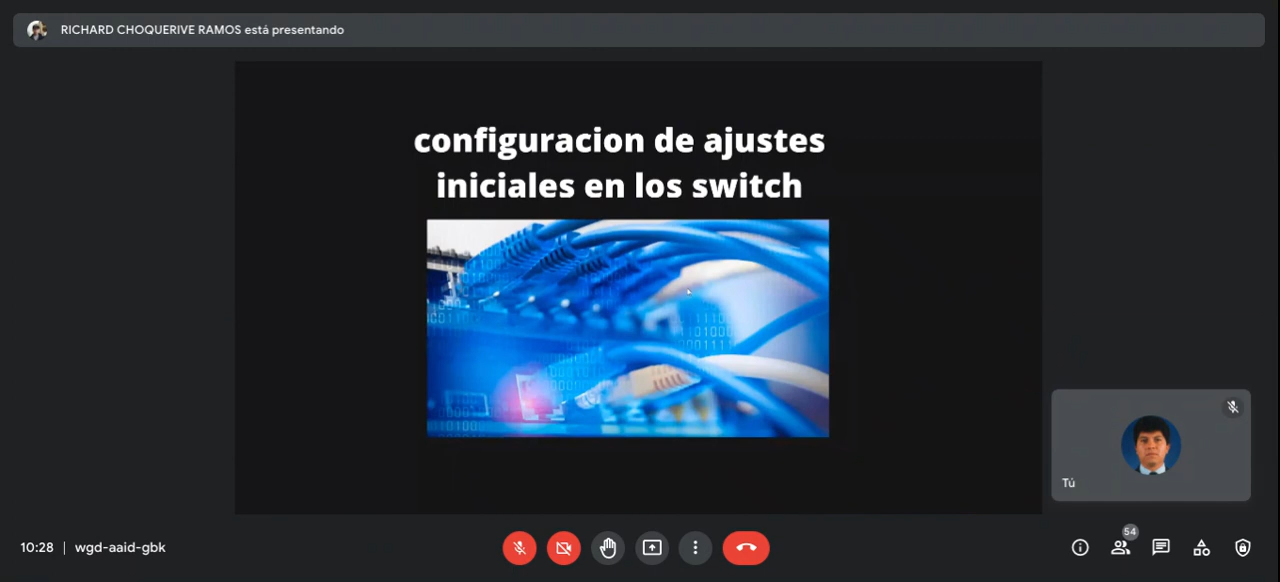 RICHARD CHOQUERIVE RAMOS está presentando
configuracion de ajustes
iniciales en los switch
Tú
10:28 | wgd-aaid-gbk
54